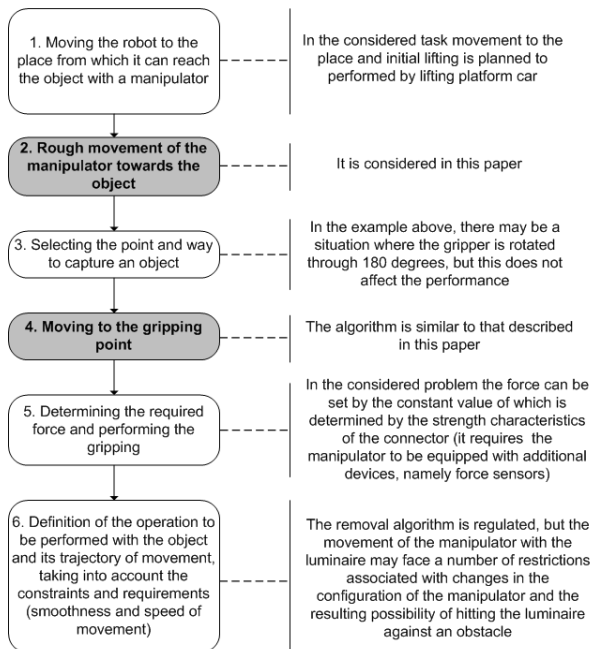 1. Moving the robot to the
place from which it can reach
the object with a manipulator
In the considered task movement to the
place and initial lifting is planned to
performed by lifting platform car
2. Rough movement of the
manipulator towards the
object
It is considered in this paper
3. Selecting the point and way
to capture an object
In the example above, there may be a
situation where the gripper is rotated
through 180 degrees, but this does not
affect the performance
4. Moving to the gripping
point
The algorithm is similar to that described
in this paper
5. Determining the required
force and performing the
gripping
In the considered problem the force can be
set by the constant value of which is
determined by the strength characteristics
of the connector (it requires the
manipulator to be equipped with additional
devices, namely force sensors)
6. Definition of the operation to
be performed with the object
and its trajectory of movement,
taking into account the
constraints and requirements
(smoothness and speed of
movement)
The removal algorithm is regulated, but the
movement of the manipulator with the
luminaire may face a number of restrictions
associated with changes in the
configuration of the manipulator and the
resulting possibility of hitting the luminaire
against an obstacle